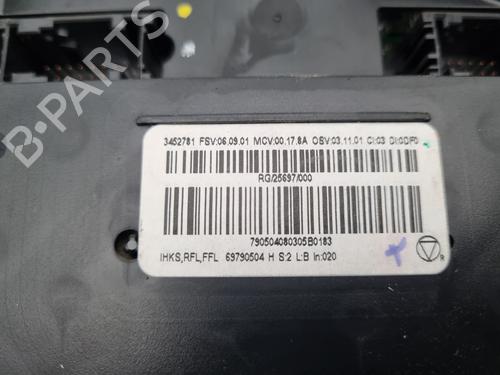 3452781 FSV:06.09.01 MCV:00.17.8A OSV:03.11.01 CI:03 DI:0DF0
RG/25697/000
790504080305B0183
IHKS,RFL,FFL 69790504 H S:2 L:B In:020
R
B-PARTS